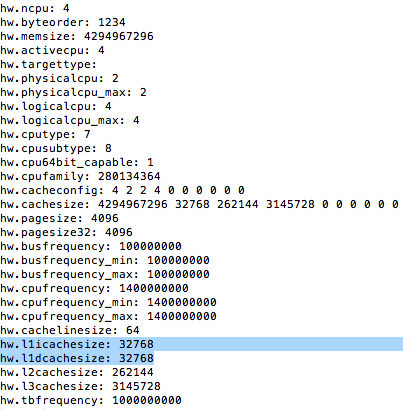 hw.ncpu: 4
hw.byteorder: 1234
hw.memsize: 4294967296
hw.activecpu: 4
hw.targettype:
hw.physicalcpu: 2
hw.physicalcpu_max: 2
hw.logicalcpu: 4
hw.logicalcpu_max: 4
hw.cputype: 7
hw.cpusubtype: 8
hw.cpu64bit_capable: 1
hw.cpufamily: 280134364
hw.cacheconfig: 4 2 2 4 0 0 0 0 0 0
hw.cachesize: 4294967296 32768 262144 3145728 0 0 0 0 0 0
hw.pagesize: 4096
hw.pagesize32: 4096
hw.busfrequency: 100000000
hw.busfrequency_min: 100000000
hw.busfrequency_max: 100000000
hw.cpufrequency: 1400000000
hw.cpufrequency_min: 1400000000
hw.cpufrequency_max: 1400000000
hw.cachelinesize: 64
hw.l1icachesize: 32768
hw.l1dcachesize: 32768
hw.l2cachesize: 262144
hw.l3cachesize: 3145728
hw.tbfrequency: 1000000000